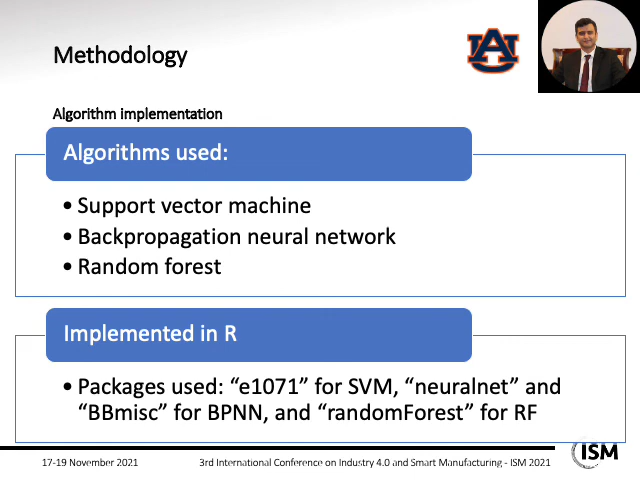 Methodology
Algorithm implementation
Algorithms used:
• Support vector machine
• Backpropagation neural network
• Random forest
Implemented in R
• Packages used: “e1071” for SVM, “neuralnet” and
“BBmisc” for BPNN, and “randomForest” for RF
17-19 November 2021
3rd International Conference on Industry 4.0 and Smart Manufacturing - ISM 2021
ISM